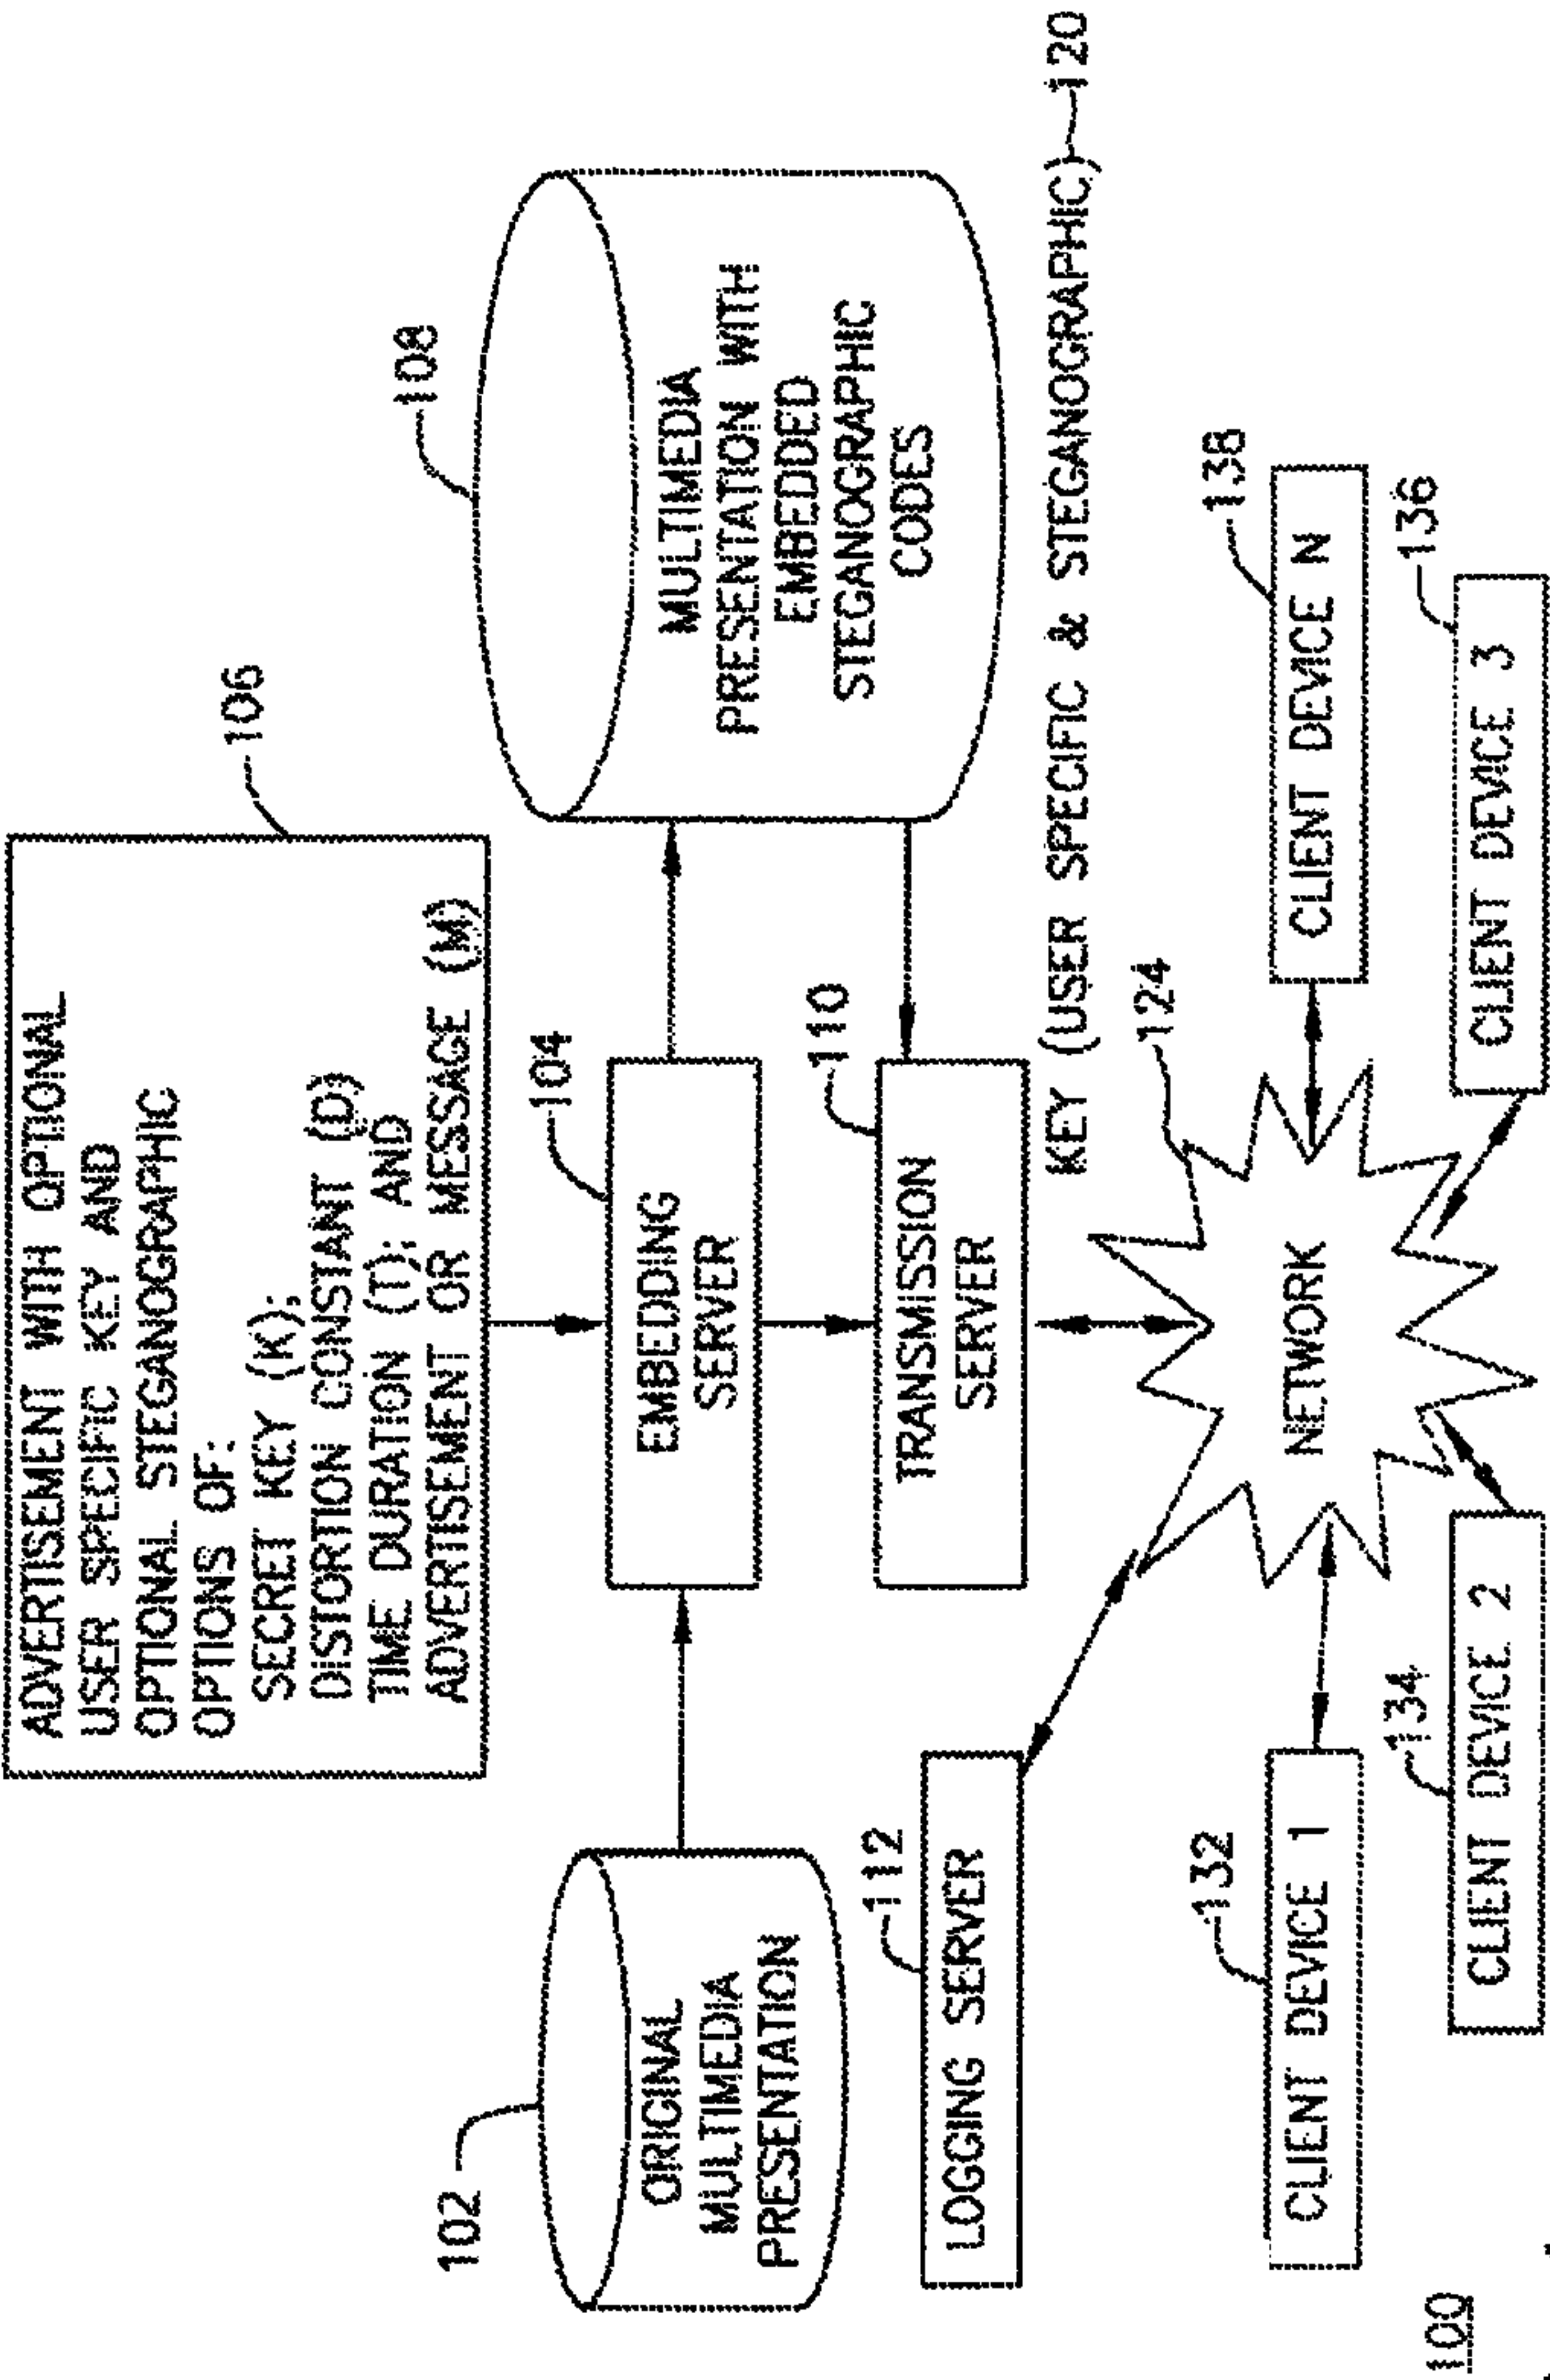 ADVERTISEMENT WITH OPTIONAL
USER SPECIFIC KEY AND
OPTIONAL STEGANOGRAPHIC
OPTIONS OF:
SECRET KEY (K);
DISTORTION CONSTANT (D)
TIME DURATION (T); AND
ADVERTISEMENT OR MESSAGE (M)
106
102
ORIGINAL
MULTIMEDIA
PRESENTATION
104
EMBEDDING
SERVER
108
MULTIMEDIA
PRESENTATION WITH
EMBEDDED
STEGANOGRAPHIC
CODES
110
TRANSMISSION
SERVER
112
LOGGING SERVER
KEY (USER SPECIFIC & STEGANOGRAPHIC) 120
124
NETWORK
132
CLIENT DEVICE 1
138
CLIENT DEVICE N
134
CLIENT DEVICE 2
136
CLIENT DEVICE 3
100